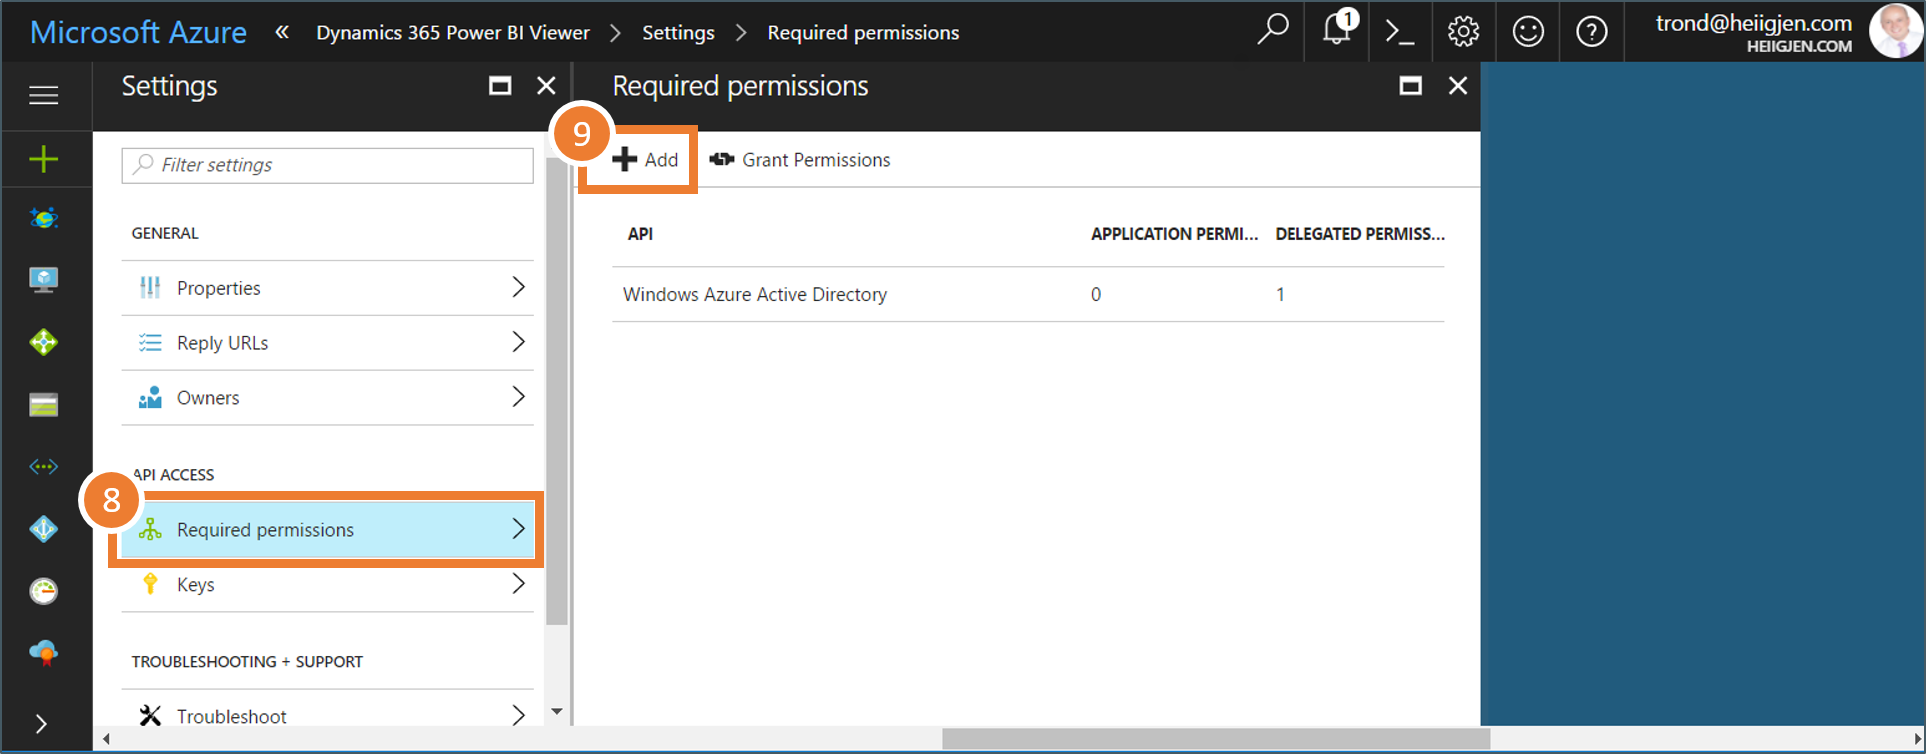 Microsoft Azure « Dynamics 365 Power BI Viewer > Settings > Required permissions
1
trond@heiigjen.com
HEIIGJEN.COM
Settings
Filter settings
GENERAL
Properties
Reply URLs
Owners
API ACCESS
8
Required permissions
Keys
TROUBLESHOOTING + SUPPORT
Troubleshoot
Required permissions
9
Add Grant Permissions
API APPLICATION PERMI... DELEGATED PERMISS...
Windows Azure Active Directory 0 1